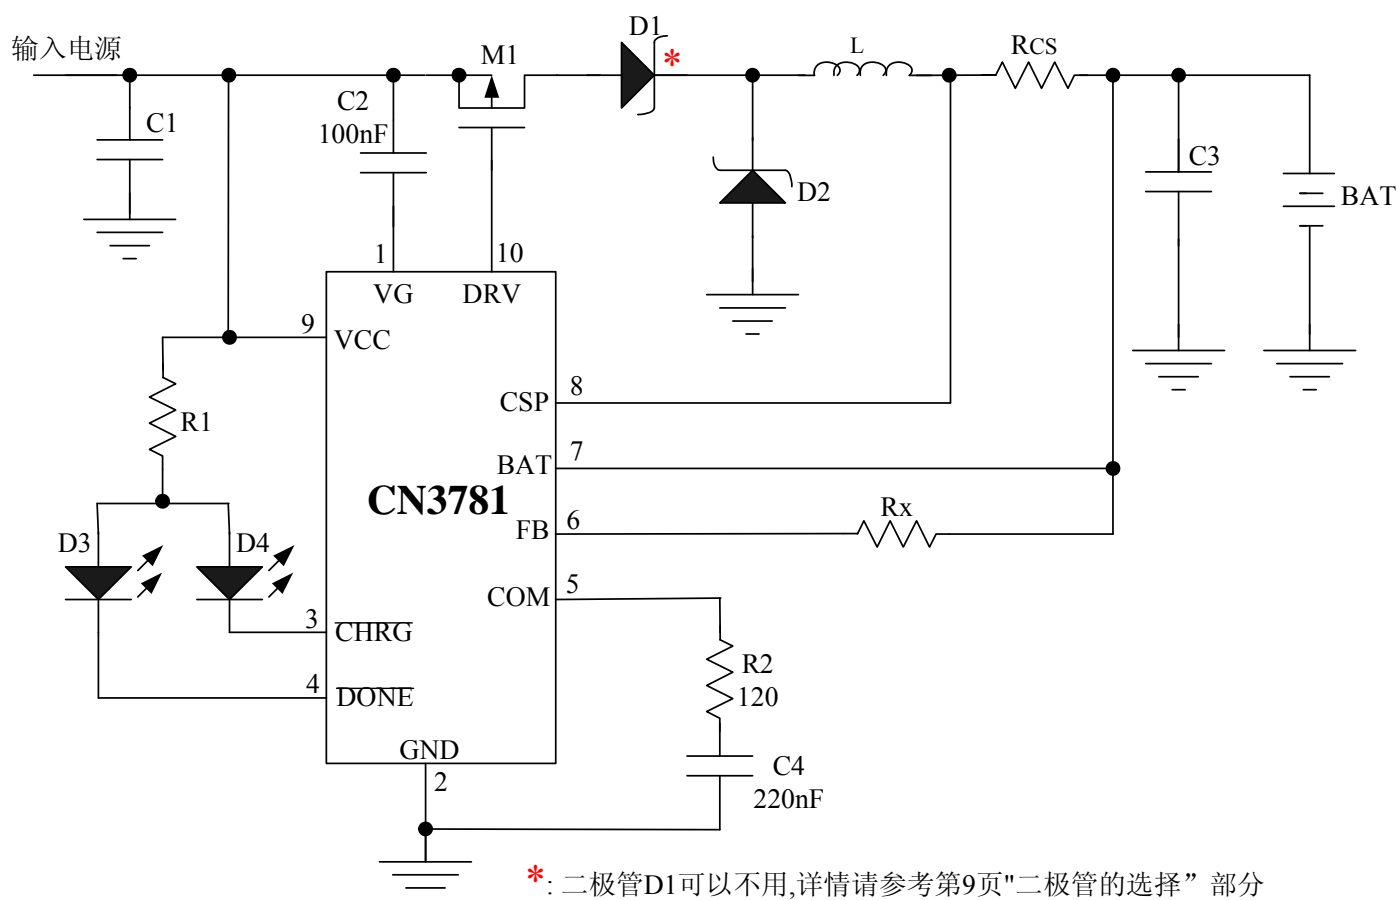 输入电源
D1
*
L
RCS
M1
C2
100nF
C1
C3
D2
BAT
1
10
VG
DRV
9
VCC
8
CSP
R1
7
BAT
CN3781
Rx
6
FB
D3
D4
5
COM
3
CHRG
R2
120
4
DONE
GND
2
C4
220nF
*: 二极管D1可以不用,详情请参考第9页"二极管的选择”部分